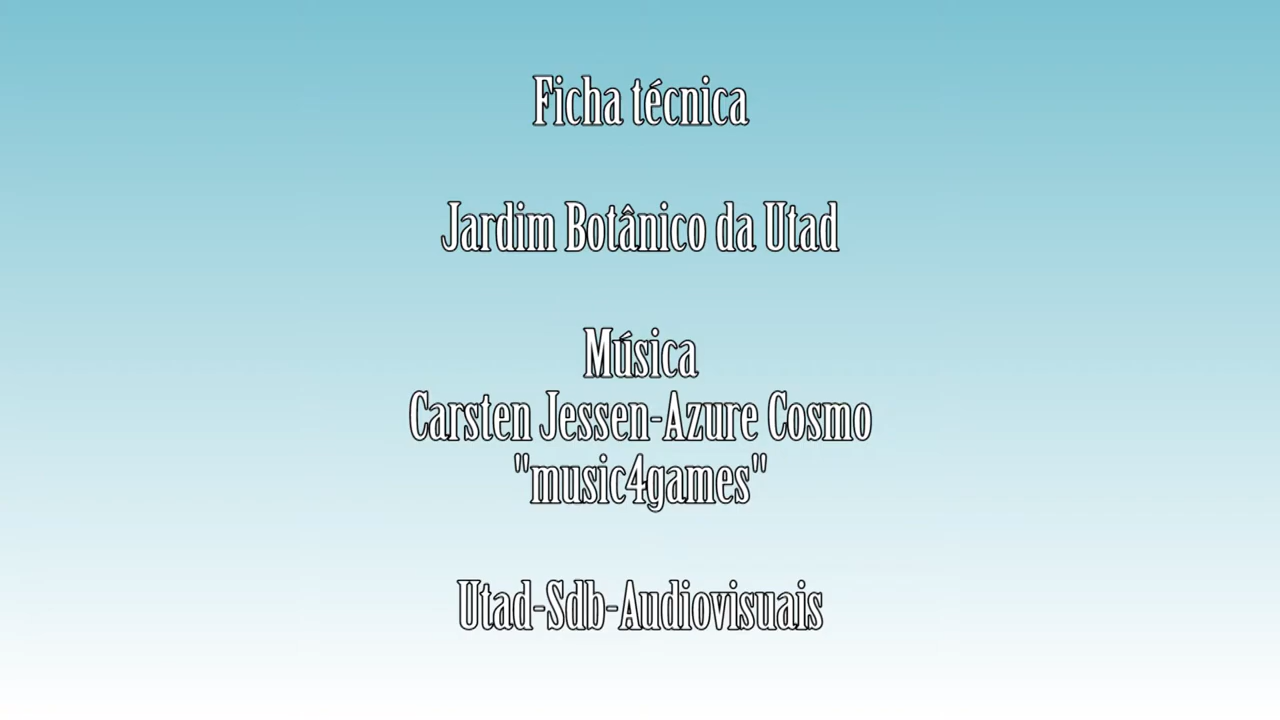 Ficha técnica
Jardim Botânico da Utad
Música
Carsten Jessen-Azure Cosmo
"music4games"
Utad-Sdb-Audiovisuais